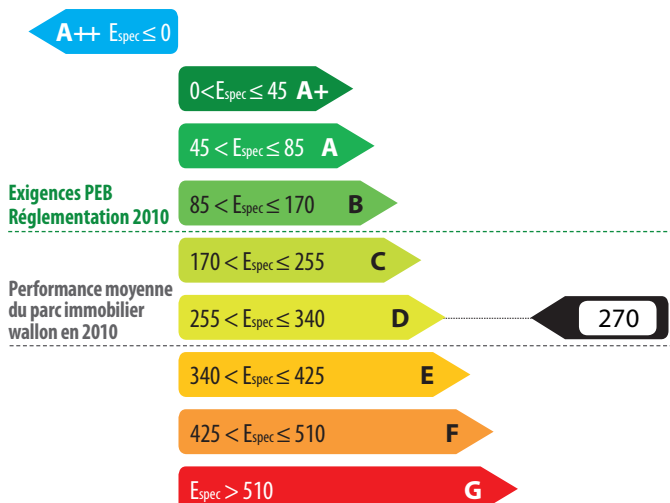 A++ Espec ≤ 0
0<Espec ≤ 45 A+
45 < Espec ≤ 85 A
Exigences PEB
Réglementation 2010
85 < Espec ≤ 170 B
170 < Espec ≤ 255 C
Performance moyenne
du parc immobilier
wallon en 2010
255 < Espec ≤ 340 D
270
340 < Espec ≤ 425 E
425 < Espec ≤ 510 F
Espec > 510 G